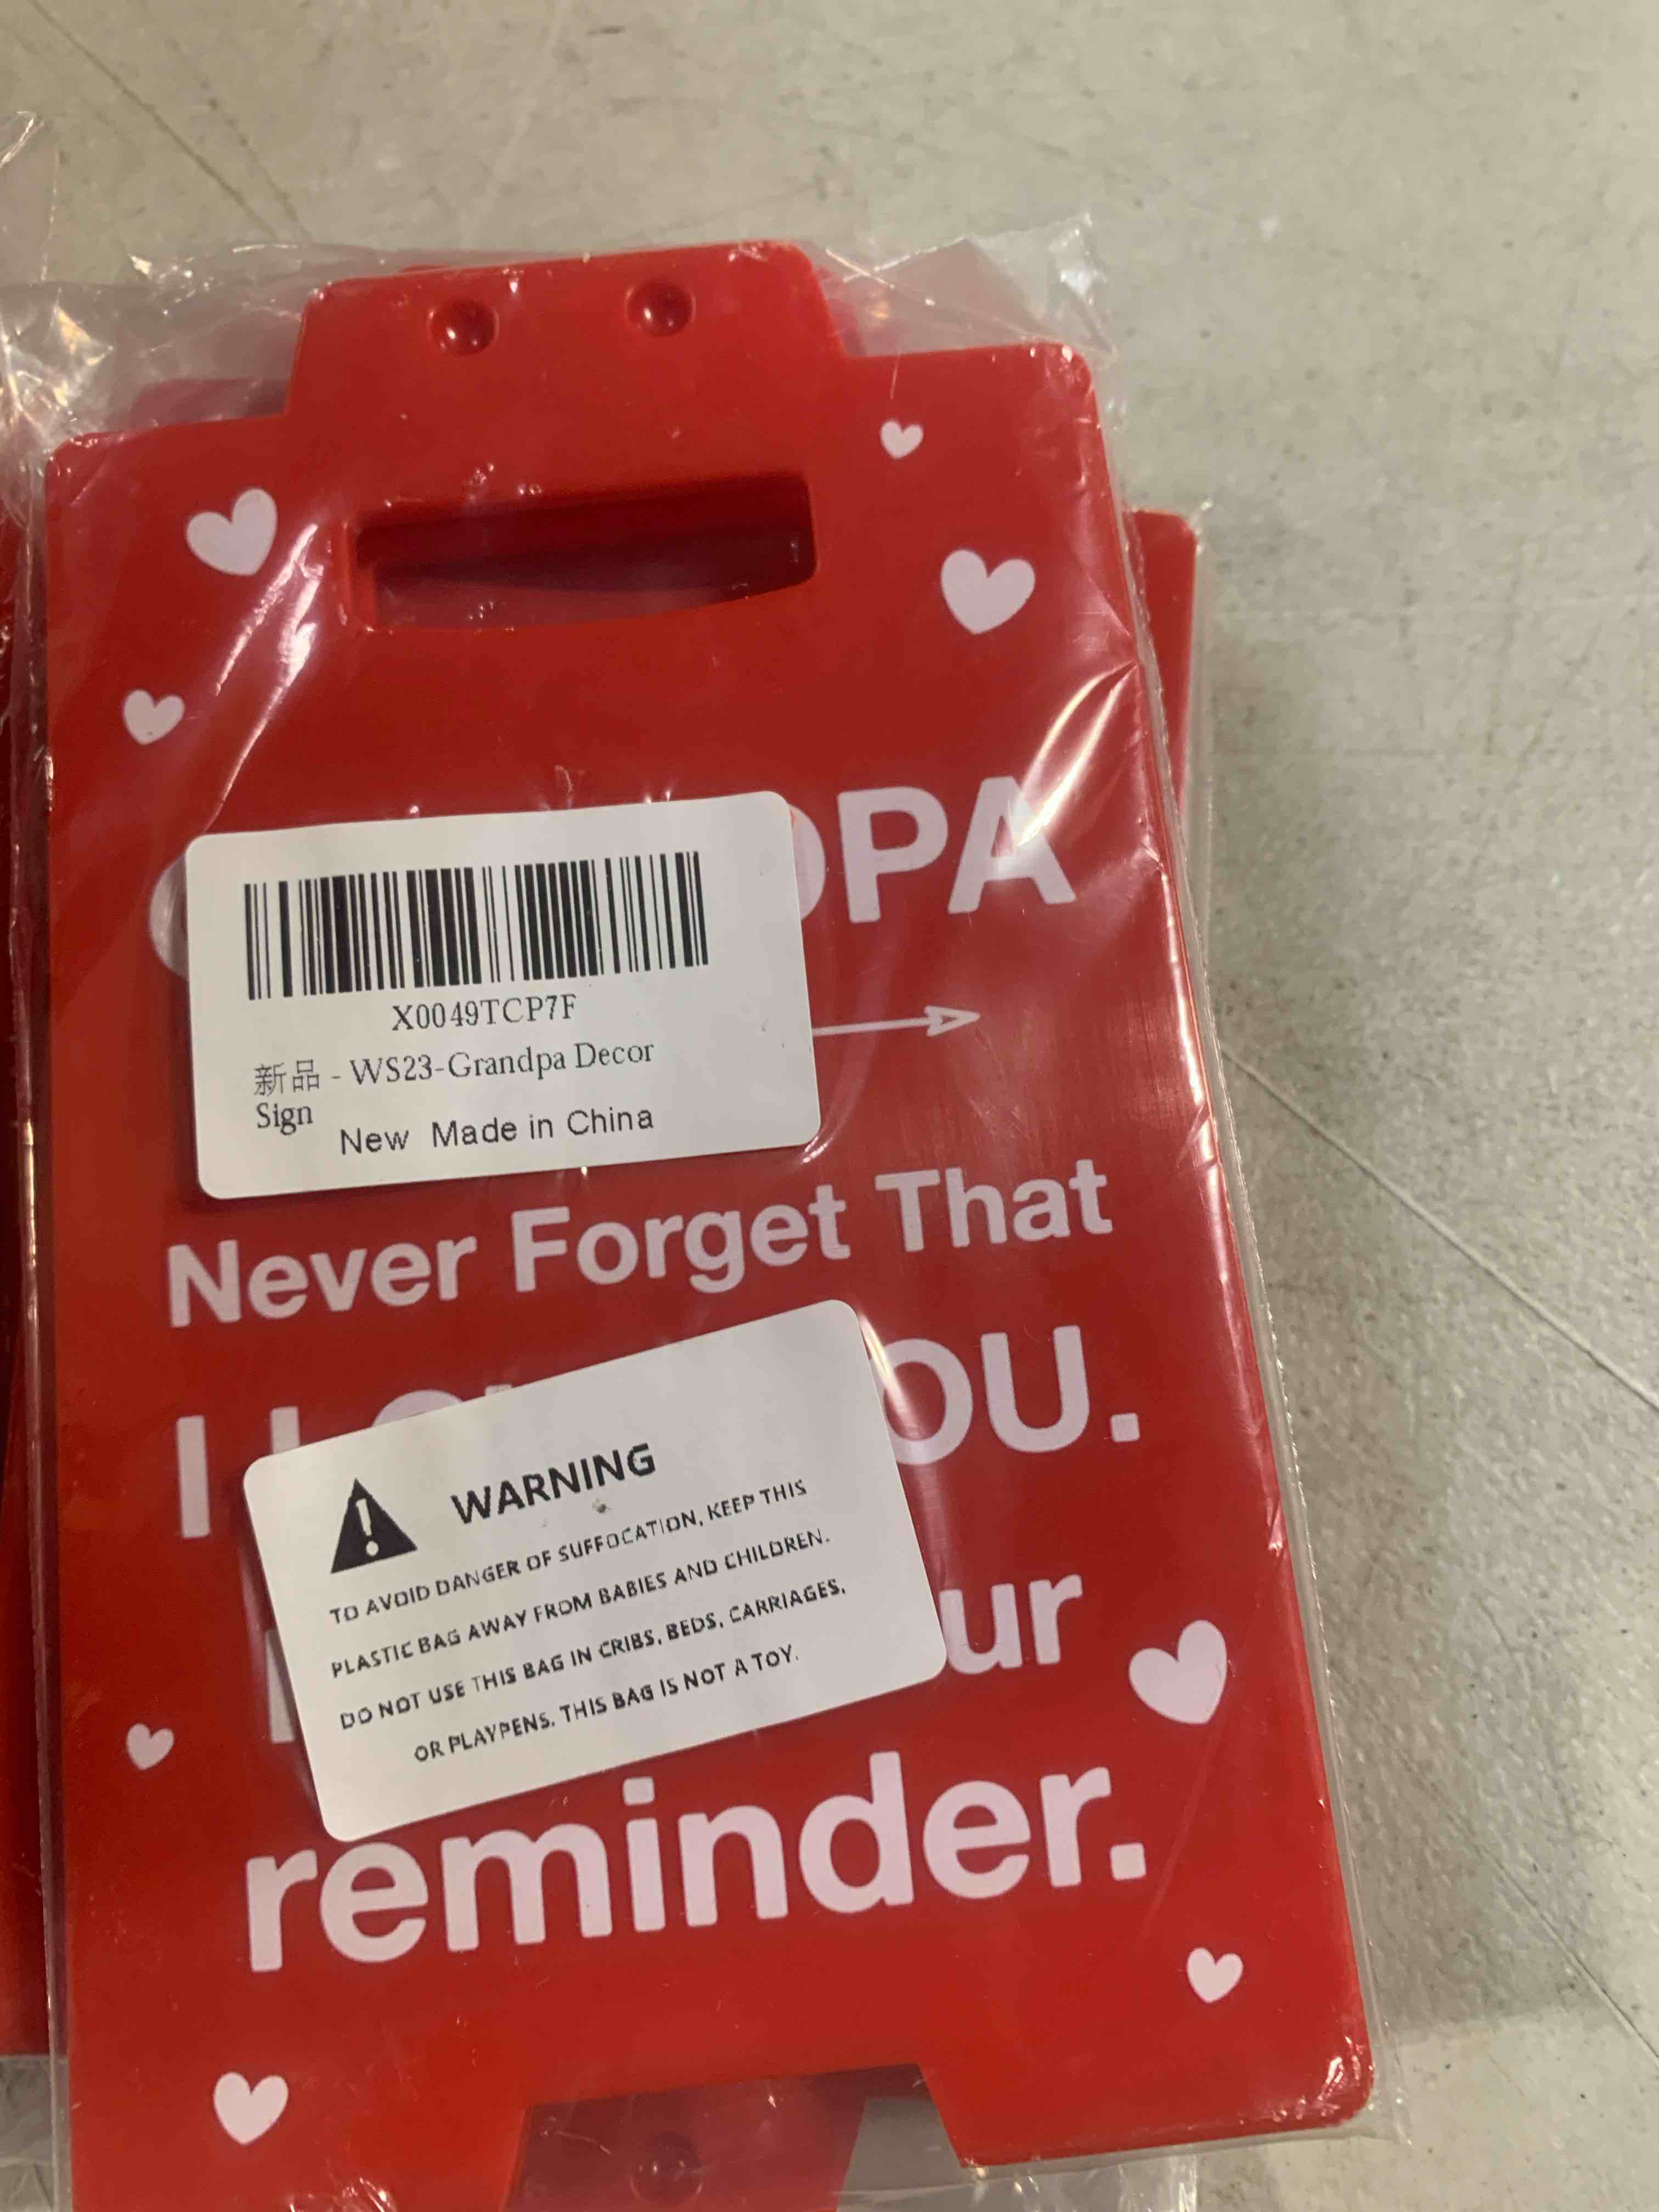 X0049TCP7F
新品 - WS23-Grandpa Decor
Sign
New Made in China
Never Forget That
I
OU.
WARNING
TO AVOID DANGER OF SUFFOCATION, KEEP THIS
PLASTIC BAG AWAY FROM BABIES AND CHILDREN.
DO NOT USE THIS BAG IN CRIBS, BEDS, CARRIAGES,
OR PLAYPENS. THIS BAG IS NOT A TOY.
reminder.